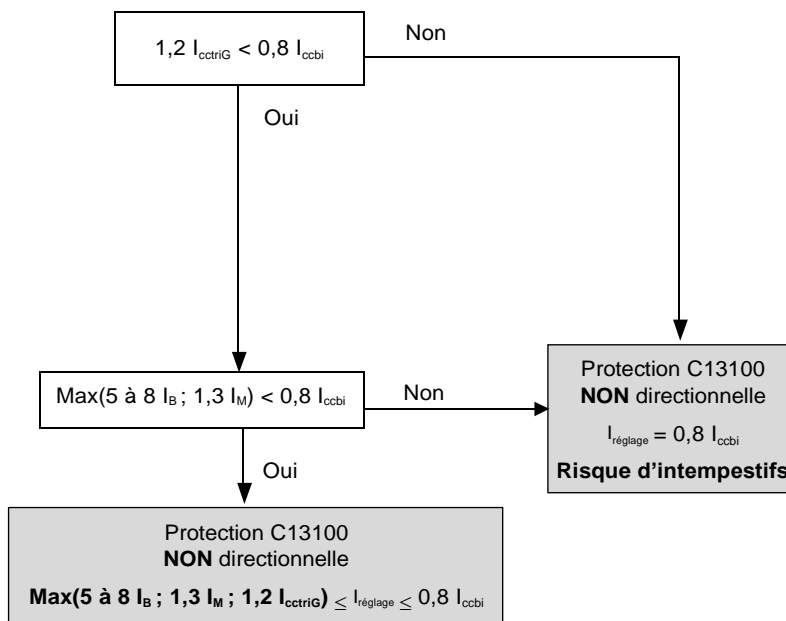 1,2 IcctriG < 0,8 Iccbi
Non
Oui
Max(5 à 8 IB ; 1,3 IM) < 0,8 Iccbi
Non
Protection C13100
NON directionnelle
Iréglage = 0,8 Iccbi
Risque d’intempestifs
Oui
Protection C13100
NON directionnelle
Max(5 à 8 IB ; 1,3 IM ; 1,2 IcctriG) ≤ Iréglage ≤ 0,8 Iccbi